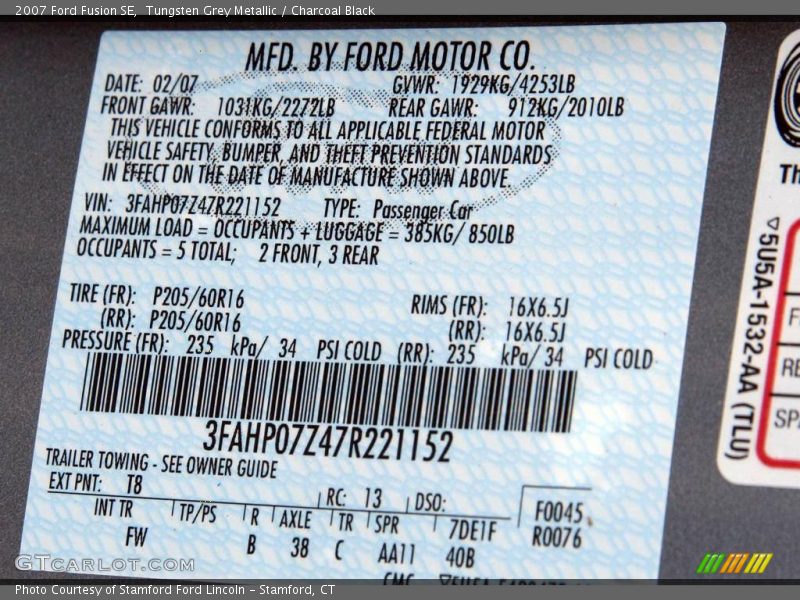 2007 Ford Fusion SE, Tungsten Grey Metallic / Charcoal Black
MFD. BY FORD MOTOR CO.
DATE: 02/07 GVWR: 1929KG/4253LB
FRONT GAWR: 1031KG/2272LB REAR GAWR: 912KG/2010LB
THIS VEHICLE CONFORMS TO ALL APPLICABLE FEDERAL MOTOR
VEHICLE SAFETY, BUMPER, AND THEFT PREVENTION STANDARDS
IN EFFECT ON THE DATE OF MANUFACTURE SHOWN ABOVE.
VIN: 3FAHP07Z47R221152 TYPE: Passenger Car
MAXIMUM LOAD = OCCUPANTS + LUGGAGE = 385KG/ 850LB
OCCUPANTS = 5 TOTAL; 2 FRONT, 3 REAR
TIRE (FR): P205/60R16 RIMS (FR): 16X6.5J
(RR): P205/60R16 (RR): 16X6.5J
PRESSURE (FR): 235 kPa/ 34 PSI COLD (RR): 235 kPa/ 34 PSI COLD
3FAHP07Z47R221152
TRAILER TOWING - SEE OWNER GUIDE
EXT PNT: T8 RC: 13 DSO: F0045
INT TR TP/PS R AXLE TR SPR 7DE1F R0076
FW B 38 C AA11 40B
5U5A-1532-AA (TLU)
Th
F
RE
SPA
GTcarlot.com
Photo Courtesy of Stamford Ford Lincoln - Stamford, CT